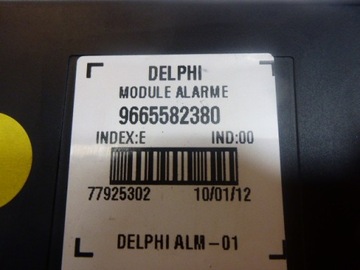 DELPHI
MODULE ALARME
9665582380
INDEX:E IND:00
77925302 10/01/12
DELPHI ALM-01